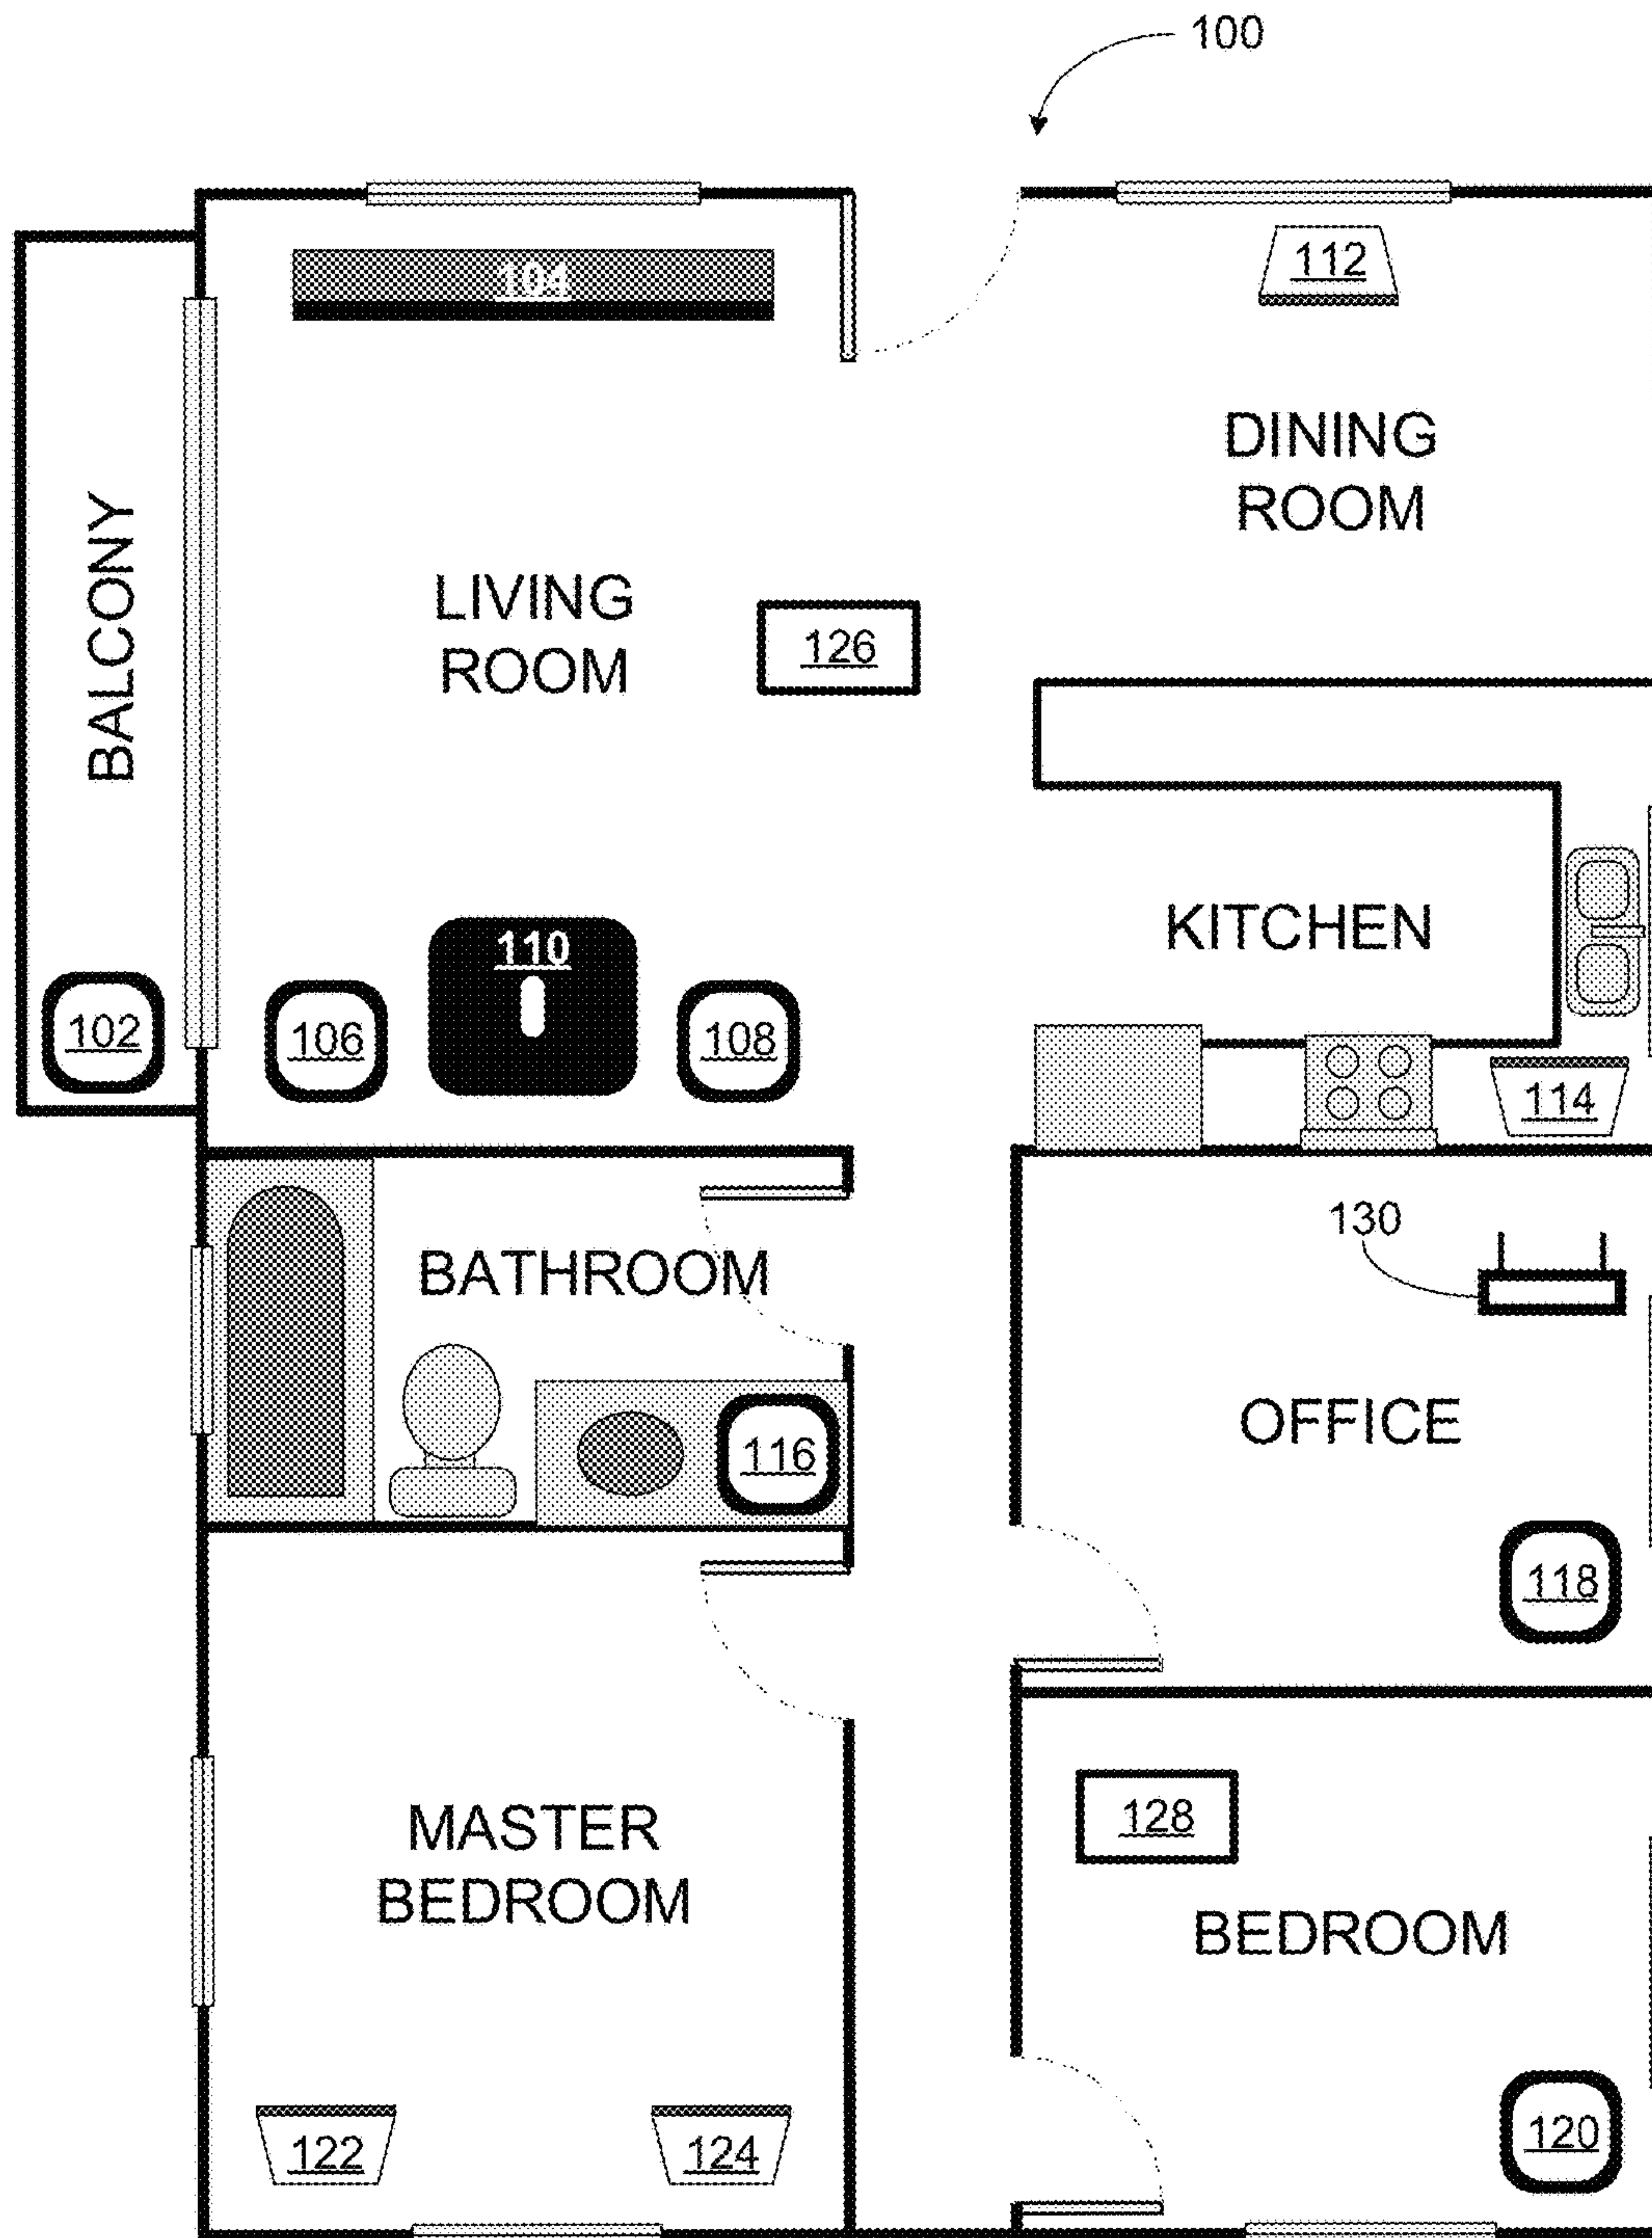 100
104
112
DINING
ROOM
BALCONY
LIVING
ROOM
126
KITCHEN
110
102
106
108
114
130
BATHROOM
OFFICE
116
118
MASTER
BEDROOM
128
BEDROOM
122
124
120